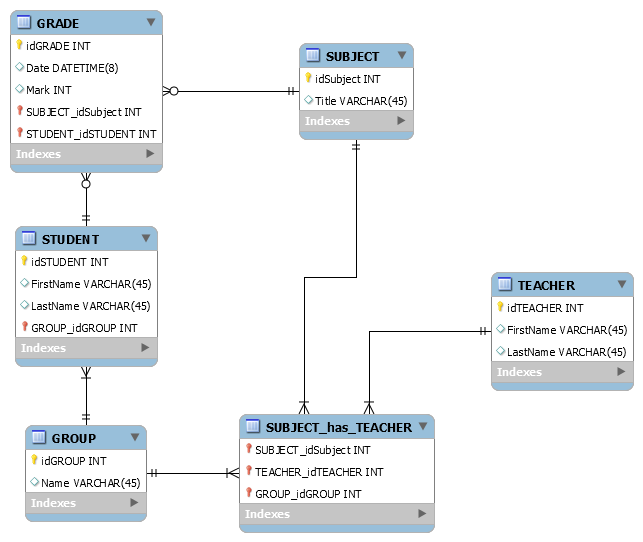 GRADE
idGRADE INT
Date DATETIME(8)
Mark INT
SUBJECT_idSubject INT
STUDENT_idSTUDENT INT
Indexes
SUBJECT
idSubject INT
Title VARCHAR(45)
Indexes
STUDENT
idSTUDENT INT
FirstName VARCHAR(45)
LastName VARCHAR(45)
GROUP_idGROUP INT
Indexes
TEACHER
idTEACHER INT
FirstName VARCHAR(45)
LastName VARCHAR(45)
Indexes
GROUP
idGROUP INT
Name VARCHAR(45)
Indexes
SUBJECT_has_TEACHER
SUBJECT_idSubject INT
TEACHER_idTEACHER INT
GROUP_idGROUP INT
Indexes